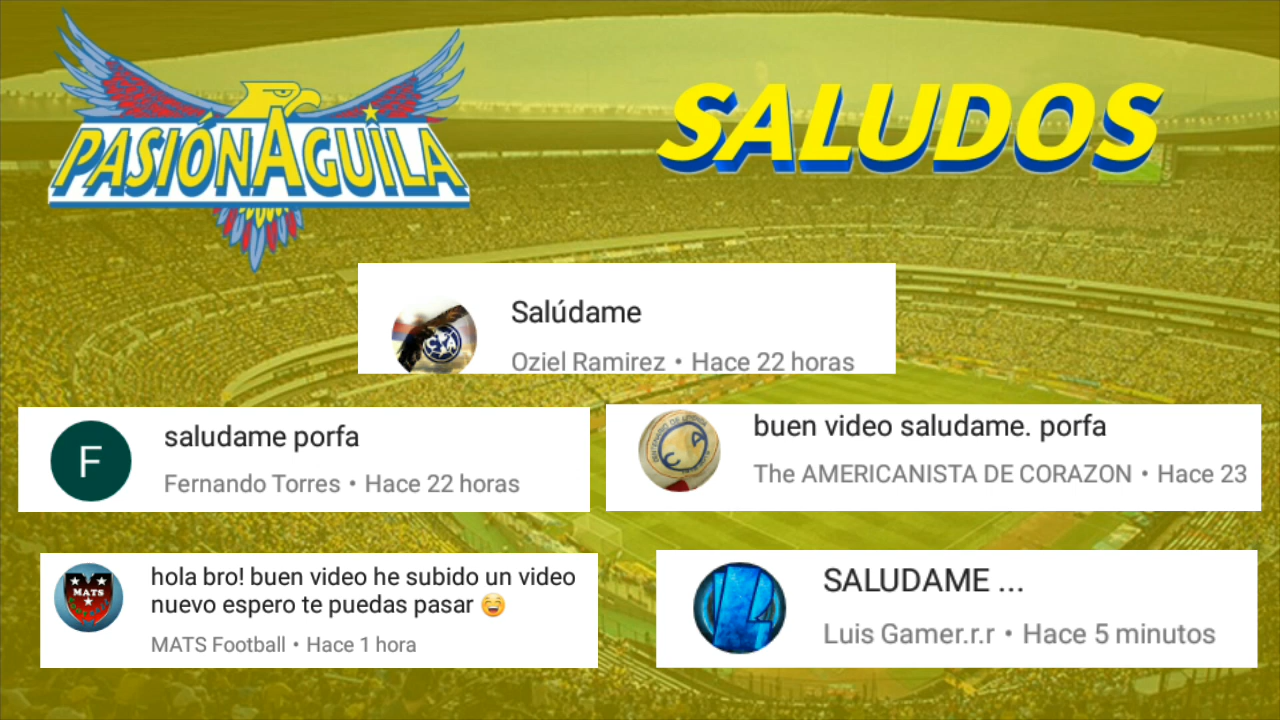 PASIÓNÁGUILA
SALUDOS
Salúdame
Oziel Ramirez • Hace 22 horas
F
saludame porfa
Fernando Torres • Hace 22 horas
buen video saludame. porfa
The AMERICANISTA DE CORAZON • Hace 23
MATS
hola bro! buen video he subido un video
nuevo espero te puedas pasar 😁
MATS Football • Hace 1 hora
SALUDAME ...
Luis Gamer.r.r • Hace 5 minutos